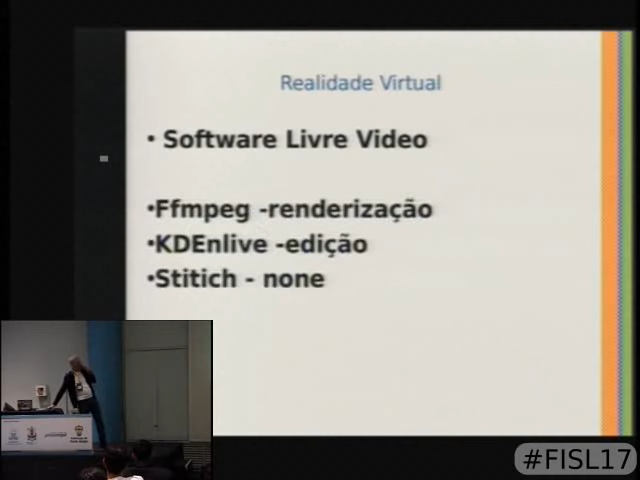 Realidade Virtual
• Software Livre Video
•Ffmpeg -renderização
•KDEnlive -edição
•Stitich - none
#FISL17